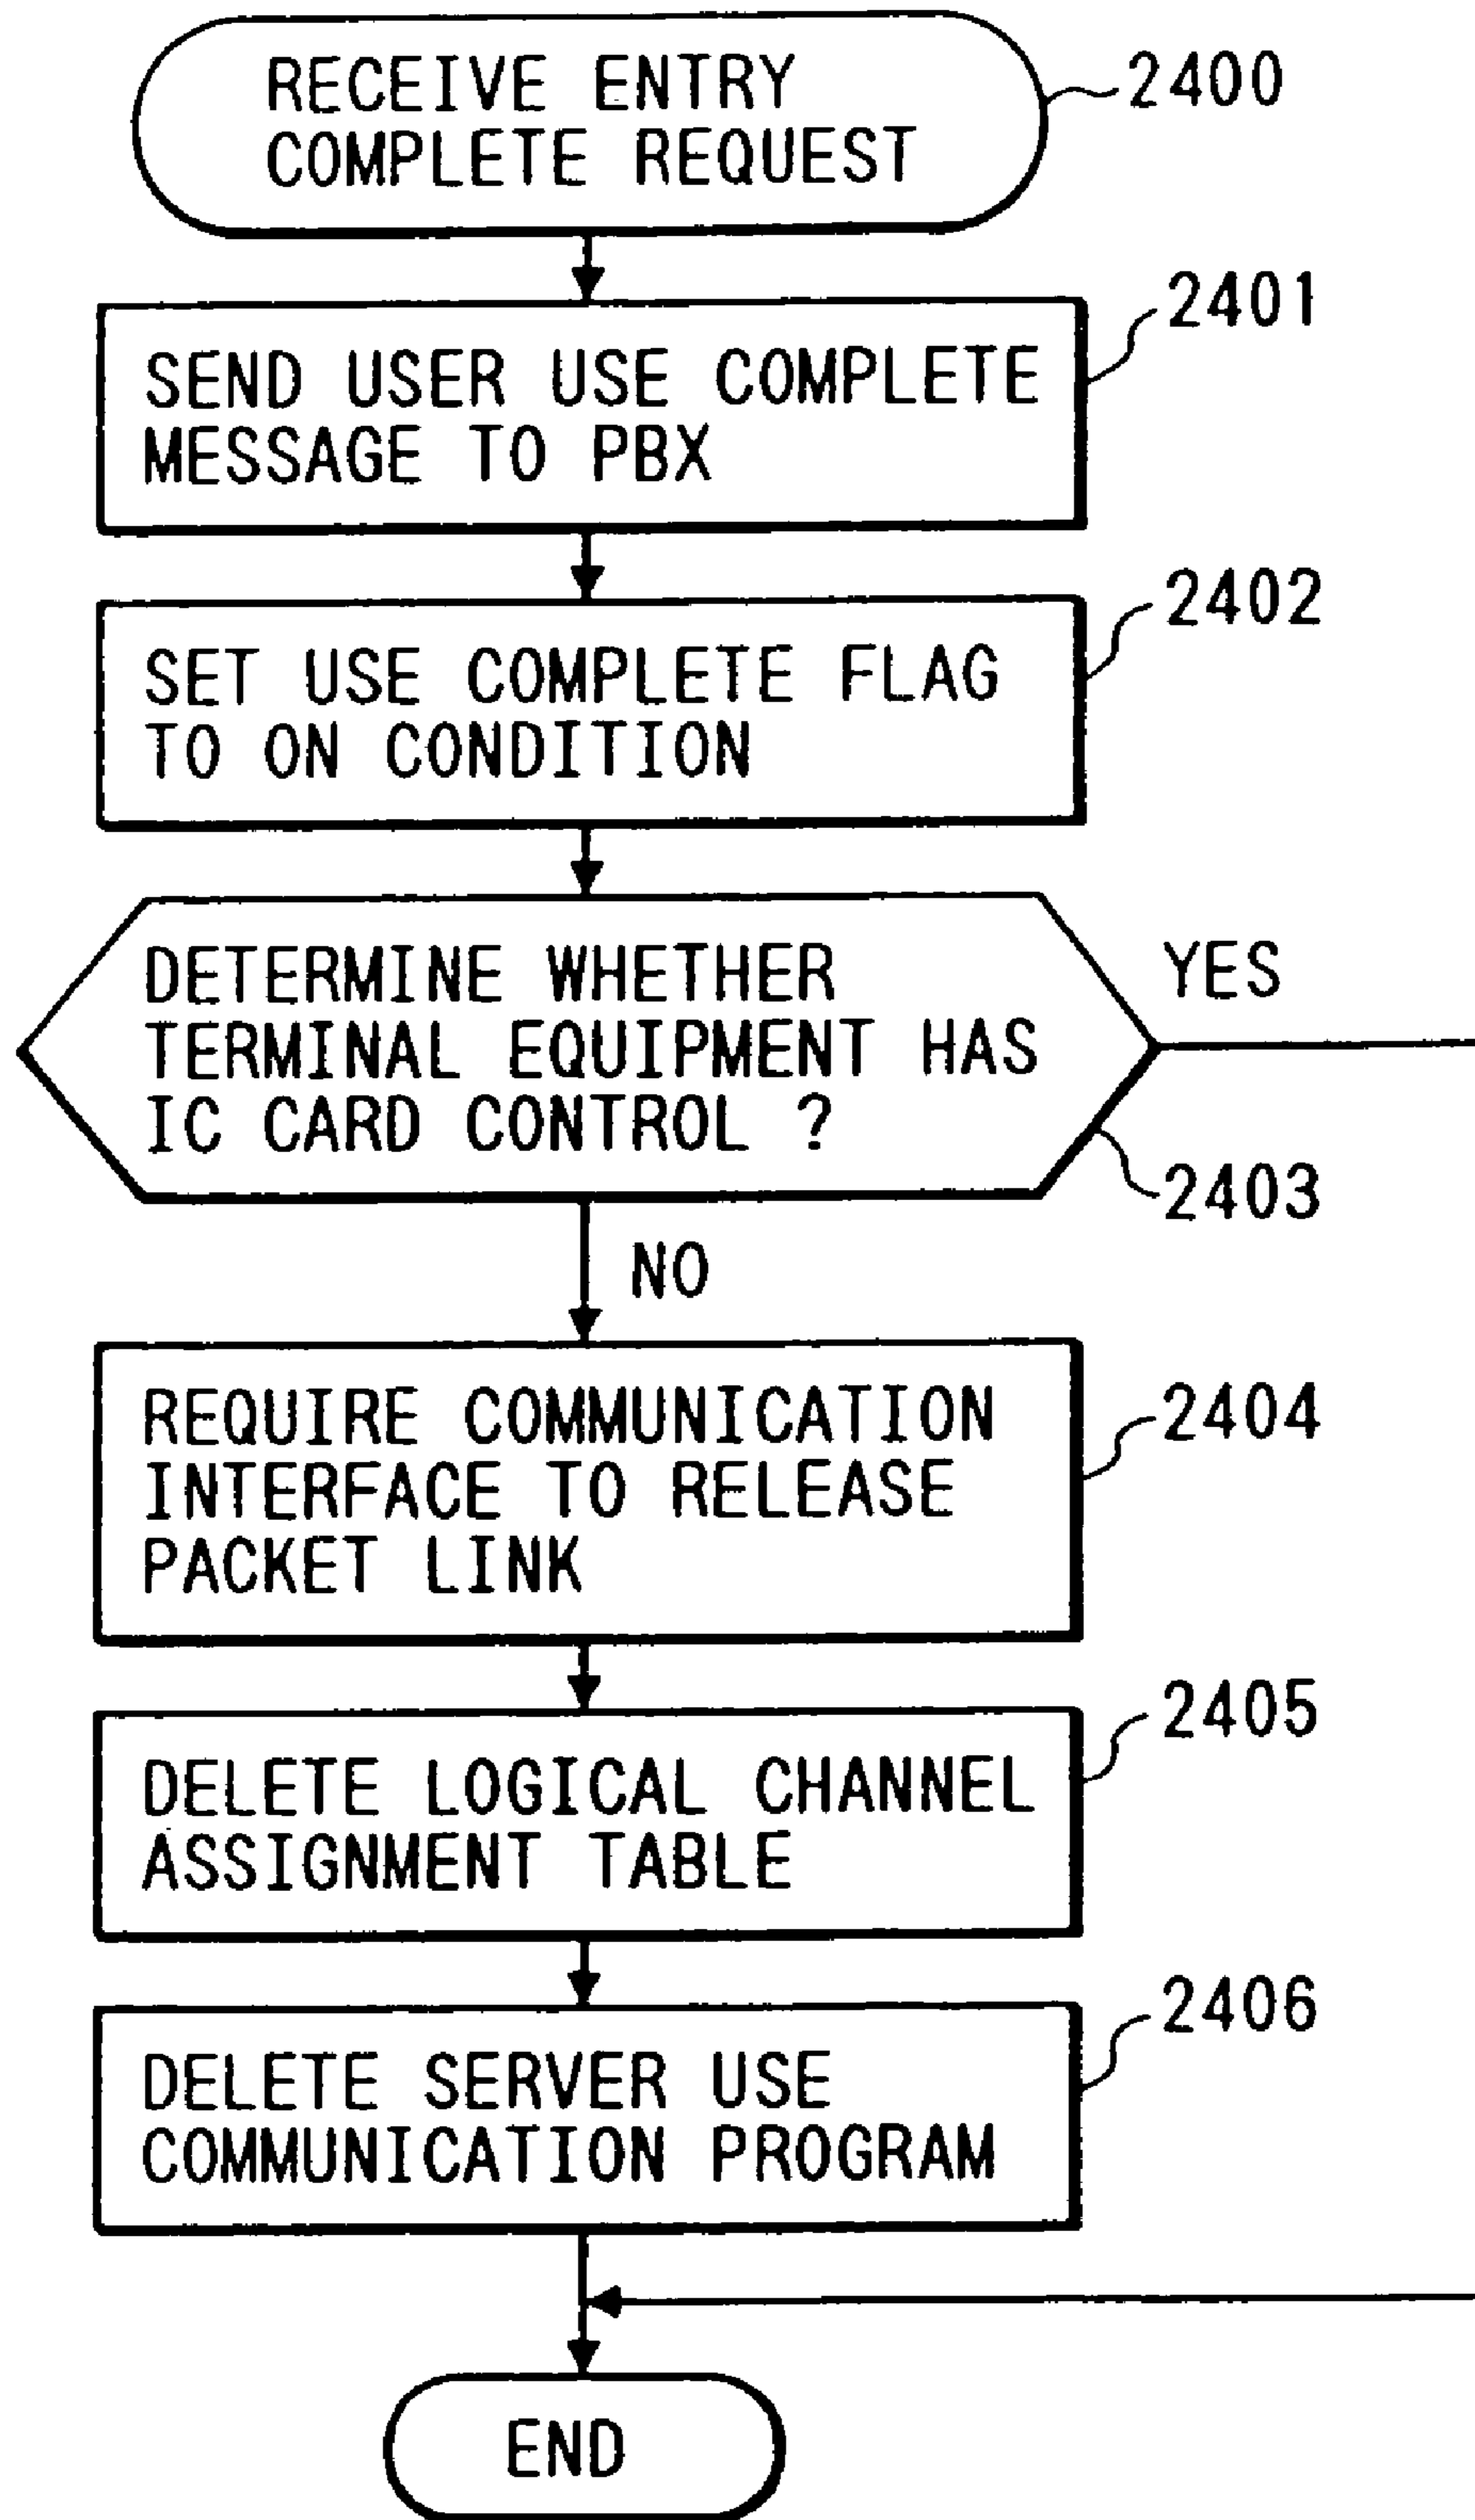 RECEIVE ENTRY
COMPLETE REQUEST
2400
SEND USER USE COMPLETE
MESSAGE TO PBX
2401
SET USE COMPLETE FLAG
TO ON CONDITION
2402
DETERMINE WHETHER
TERMINAL EQUIPMENT HAS
IC CARD CONTROL ?
YES
2403
NO
REQUIRE COMMUNICATION
INTERFACE TO RELEASE
PACKET LINK
2404
DELETE LOGICAL CHANNEL
ASSIGNMENT TABLE
2405
DELETE SERVER USE
COMMUNICATION PROGRAM
2406
END